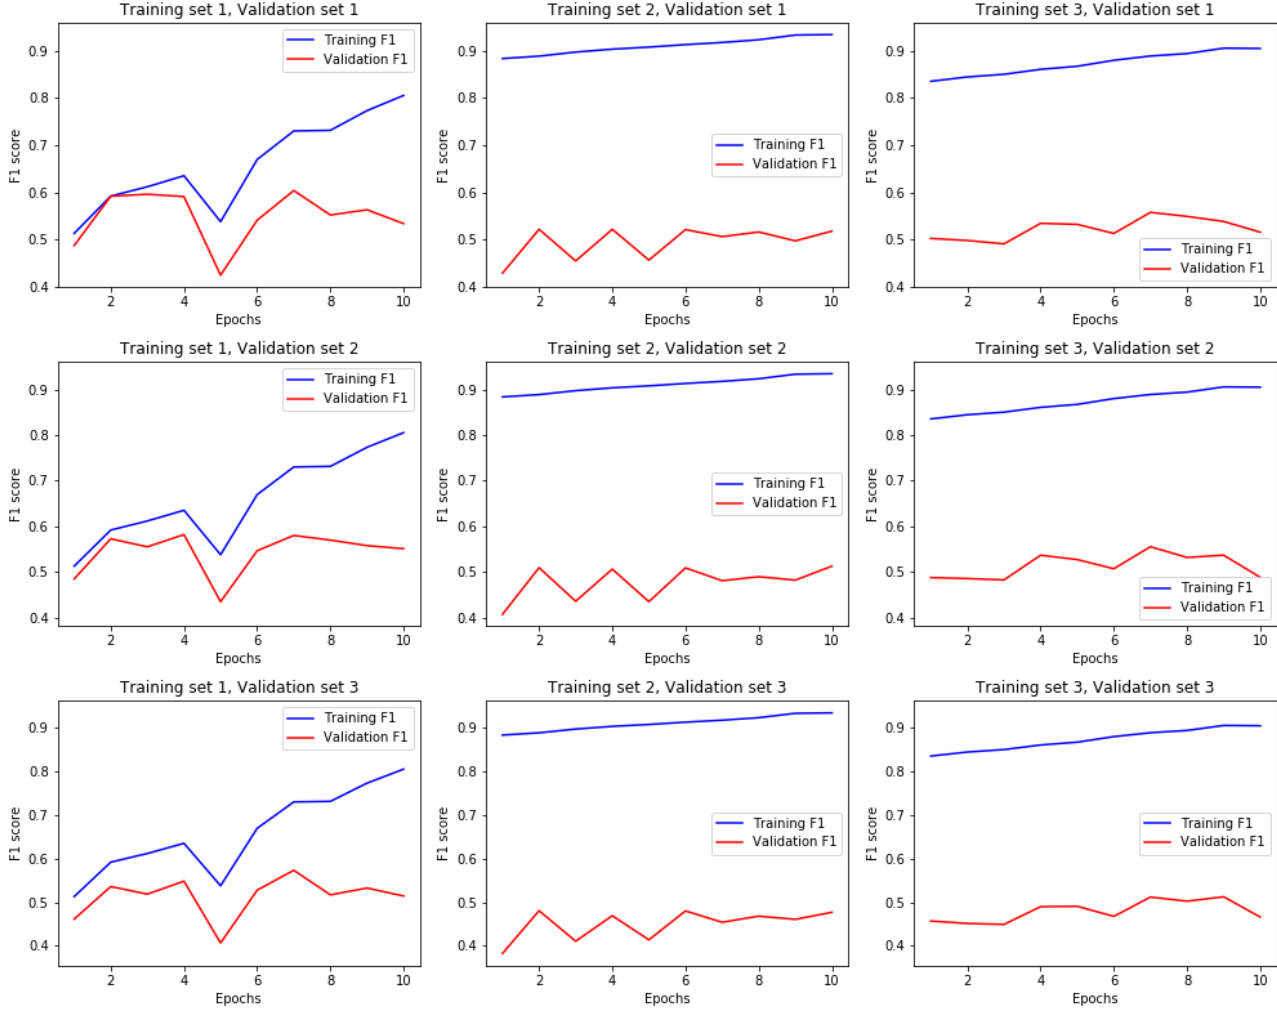 Training set 1, Validation set 1
0.9
0.8
0.7
0.6
0.5
0.4
F1 score
Training F1
Validation F1
2 4 6 8 10
Epochs
Training set 2, Validation set 1
0.9
0.8
0.7
0.6
0.5
0.4
F1 score
Training F1
Validation F1
2 4 6 8 10
Epochs
Training set 3, Validation set 1
0.9
0.8
0.7
0.6
0.5
0.4
F1 score
Training F1
Validation F1
2 4 6 8 10
Epochs
Training set 1, Validation set 2
0.9
0.8
0.7
0.6
0.5
0.4
F1 score
Training F1
Validation F1
2 4 6 8 10
Epochs
Training set 2, Validation set 2
0.9
0.8
0.7
0.6
0.5
0.4
F1 score
Training F1
Validation F1
2 4 6 8 10
Epochs
Training set 3, Validation set 2
0.9
0.8
0.7
0.6
0.5
0.4
F1 score
Training F1
Validation F1
2 4 6 8 10
Epochs
Training set 1, Validation set 3
0.9
0.8
0.7
0.6
0.5
0.4
F1 score
Training F1
Validation F1
2 4 6 8 10
Epochs
Training set 2, Validation set 3
0.9
0.8
0.7
0.6
0.5
0.4
F1 score
Training F1
Validation F1
2 4 6 8 10
Epochs
Training set 3, Validation set 3
0.9
0.8
0.7
0.6
0.5
0.4
F1 score
Training F1
Validation F1
2 4 6 8 10
Epochs